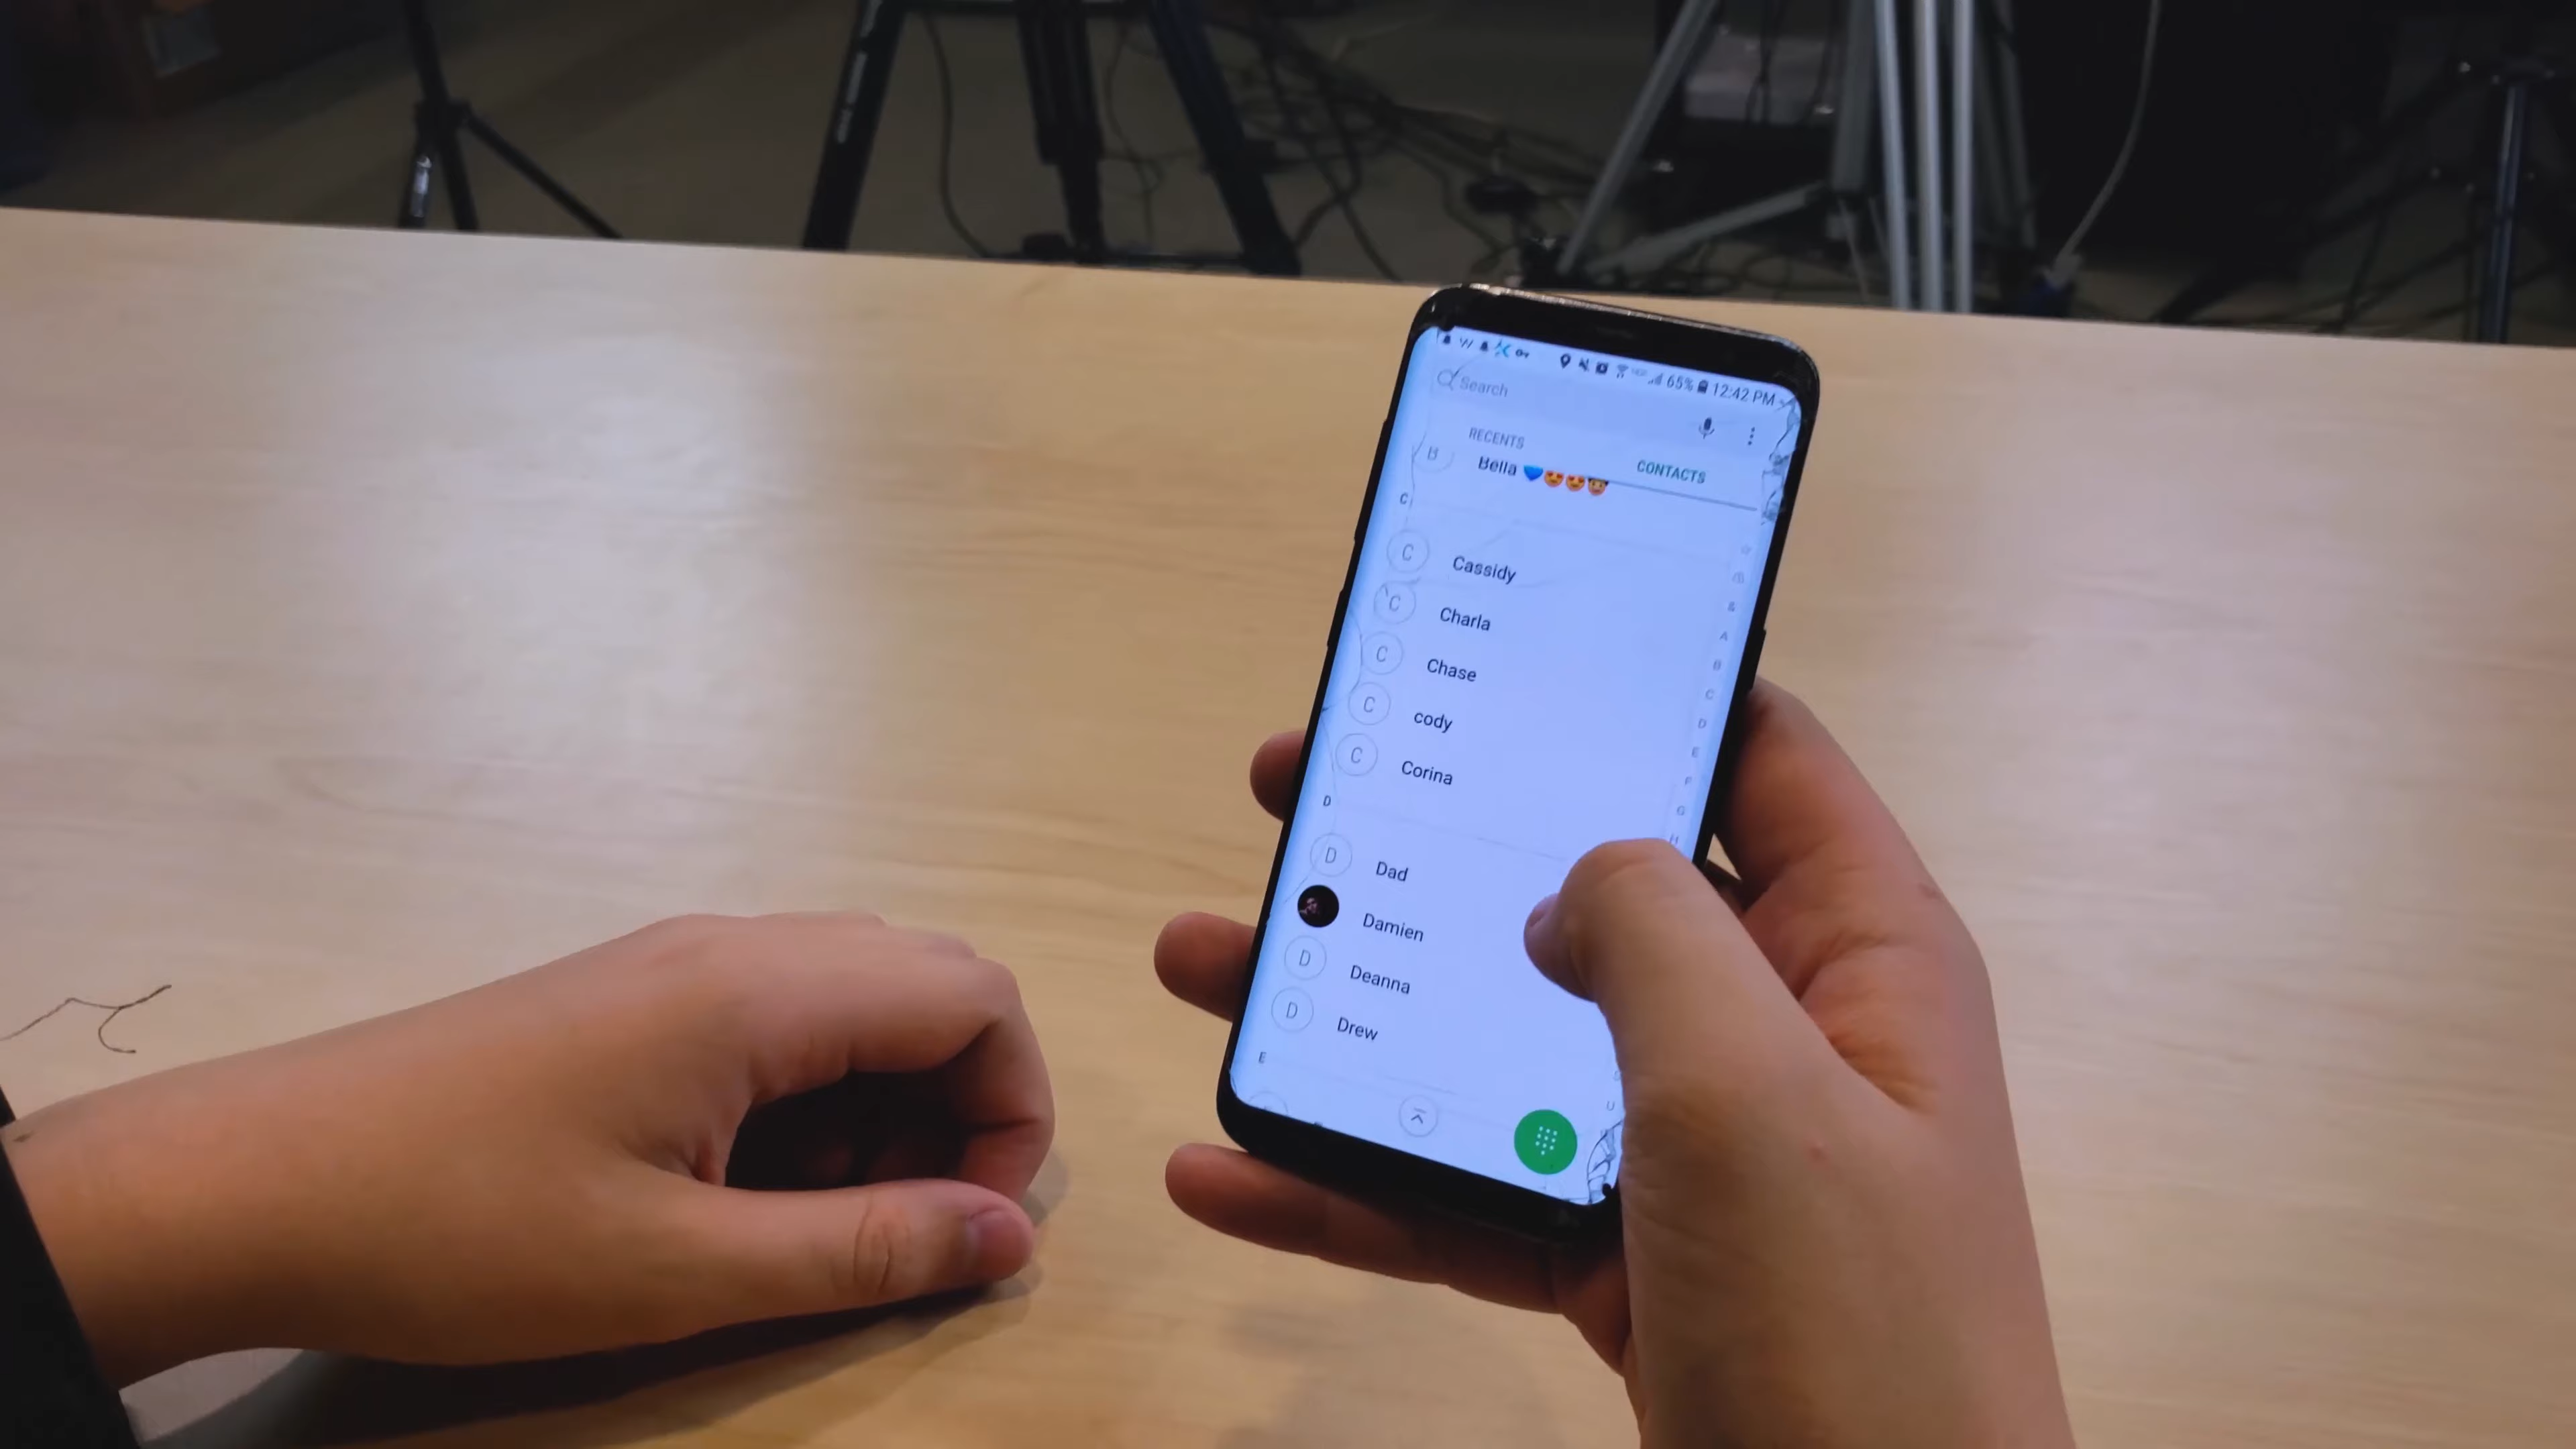 65% 12:42 PM
Search
RECENTS
CONTACTS
B
Bella 💙😍😍🤠
C
C Cassidy
C Charla
C Chase
C cody
C Corina
D
D Dad
Damien
D Deanna
D Drew
E
&
A
B
C
D
E
F
G
H
U